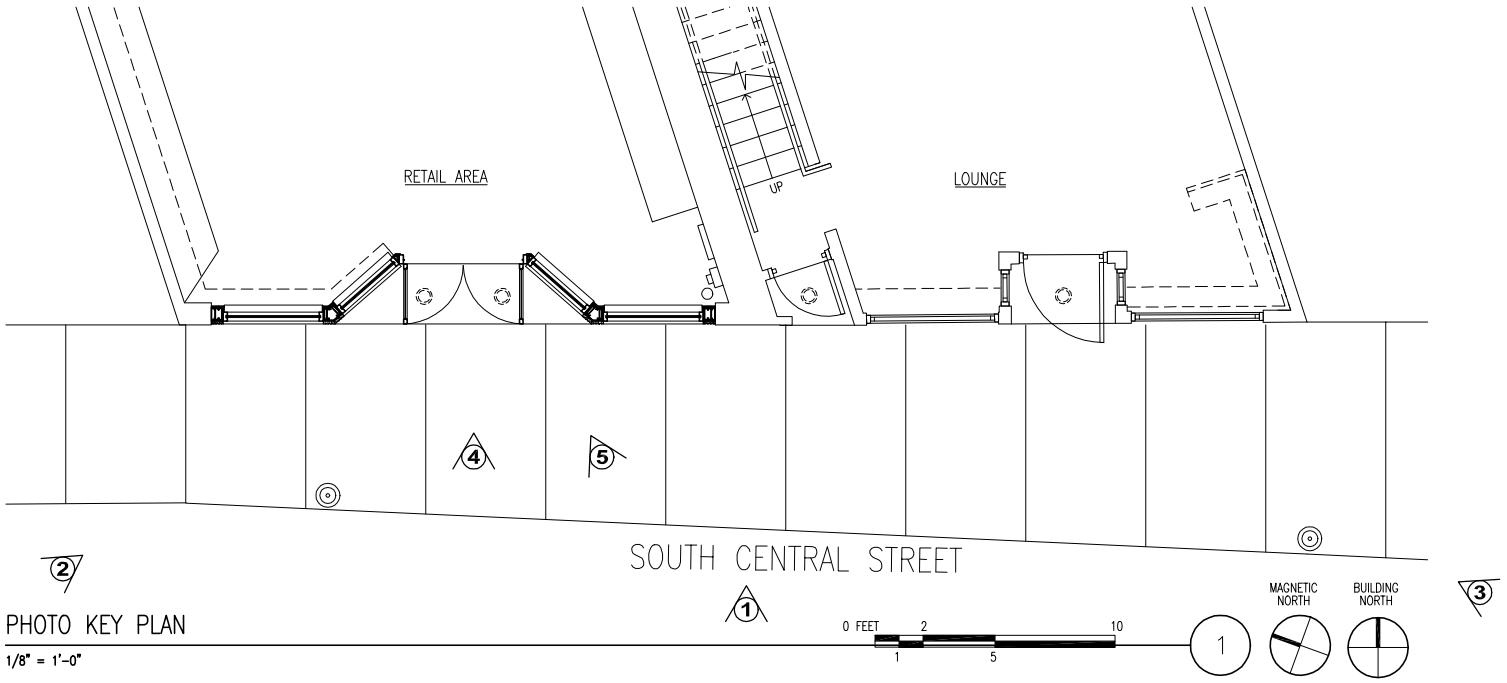 RETAIL AREA
LOUNGE
UP
4
5
SOUTH CENTRAL STREET
2
1
3
MAGNETIC
NORTH
BUILDING
NORTH
PHOTO KEY PLAN
0 FEET 2 10
1 5
1
1/8" = 1'-0"